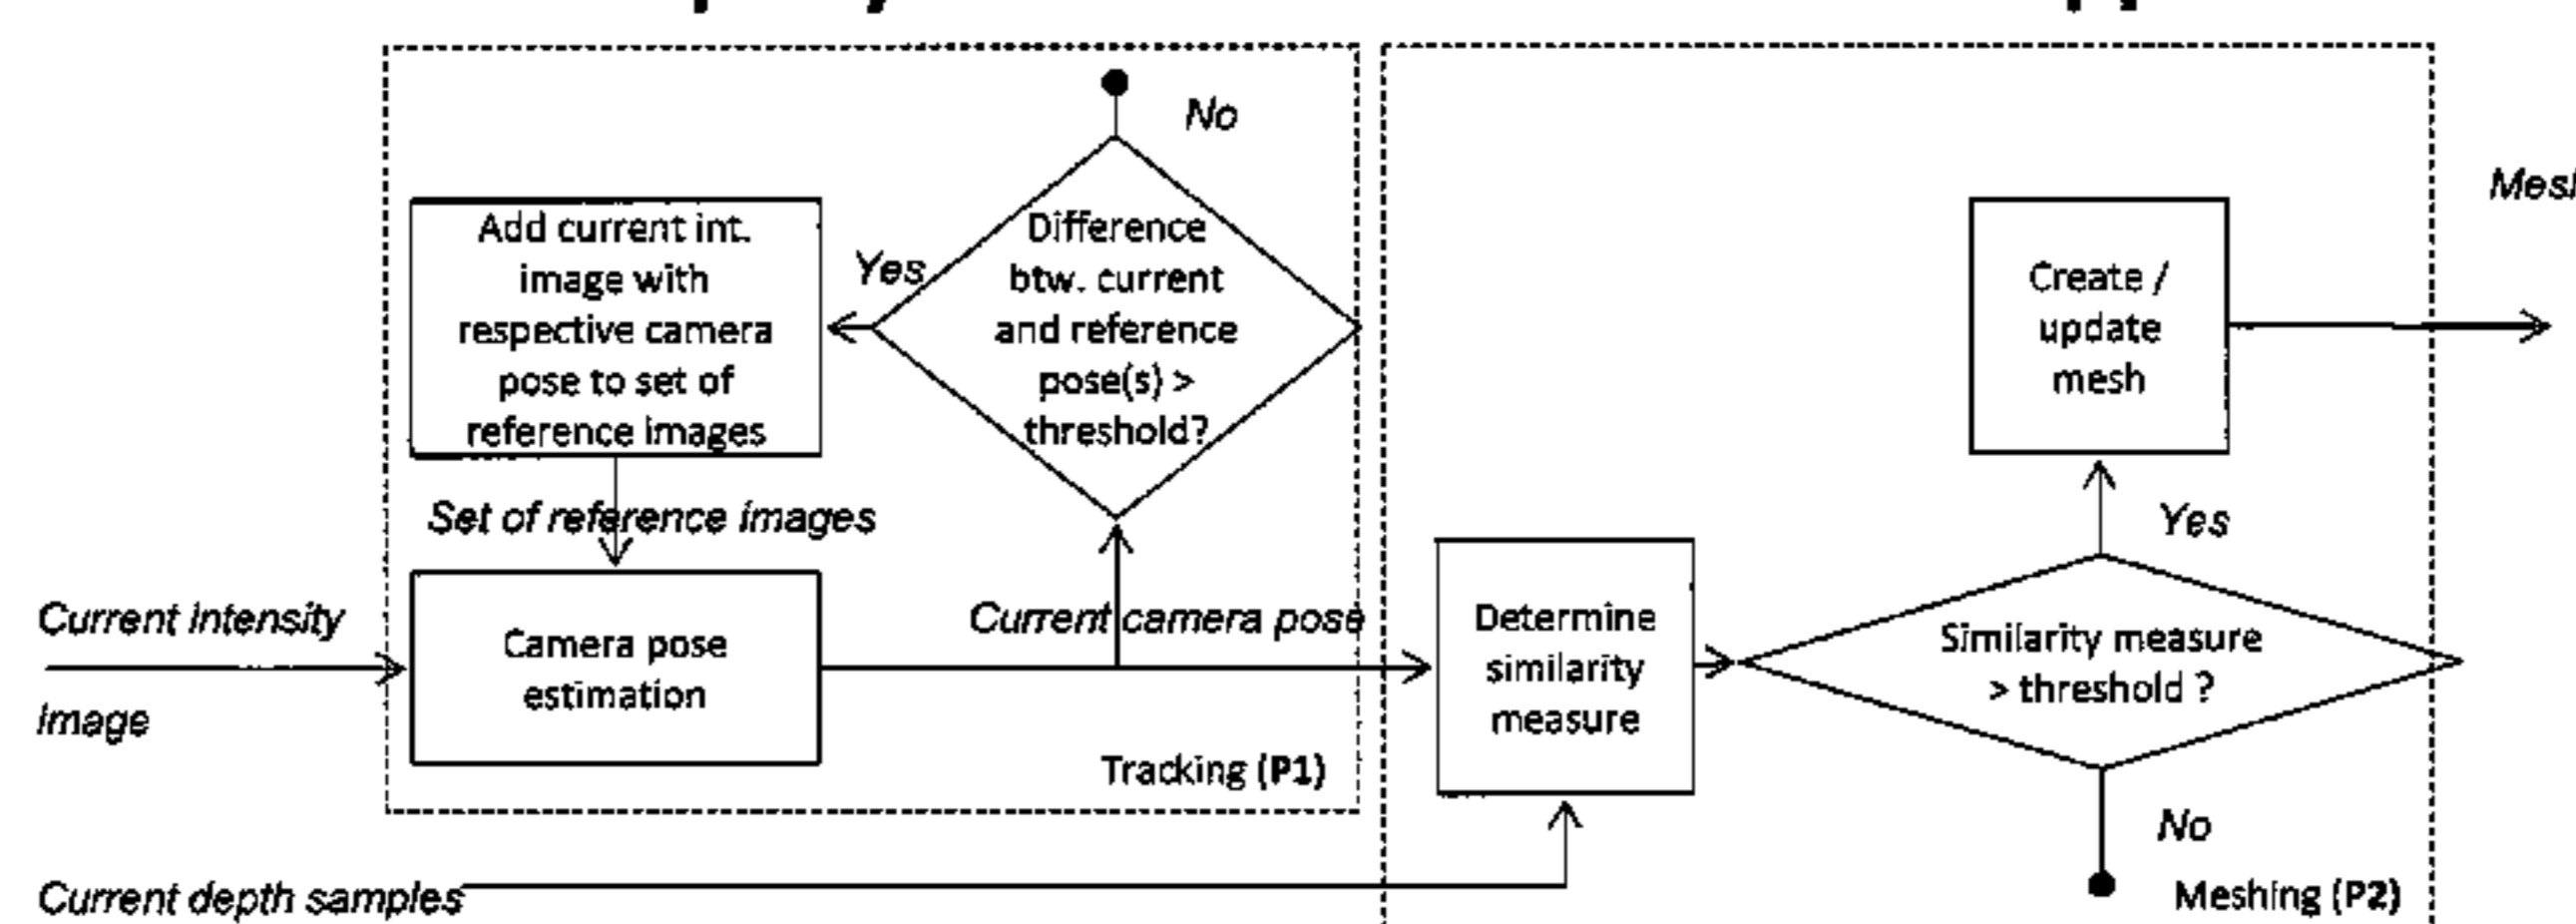 No
Add current int.
image with
respective camera
pose to set of
reference images
Yes
Difference
btw. current
and reference
pose(s) >
threshold?
Set of reference images
Current Intensity
Image
Camera pose
estimation
Current camera pose
Tracking (P1)
Current depth samples
Determine
similarity
measure
Similarity measure
> threshold ?
Yes
No
Create /
update
mesh
Meshing (P2)